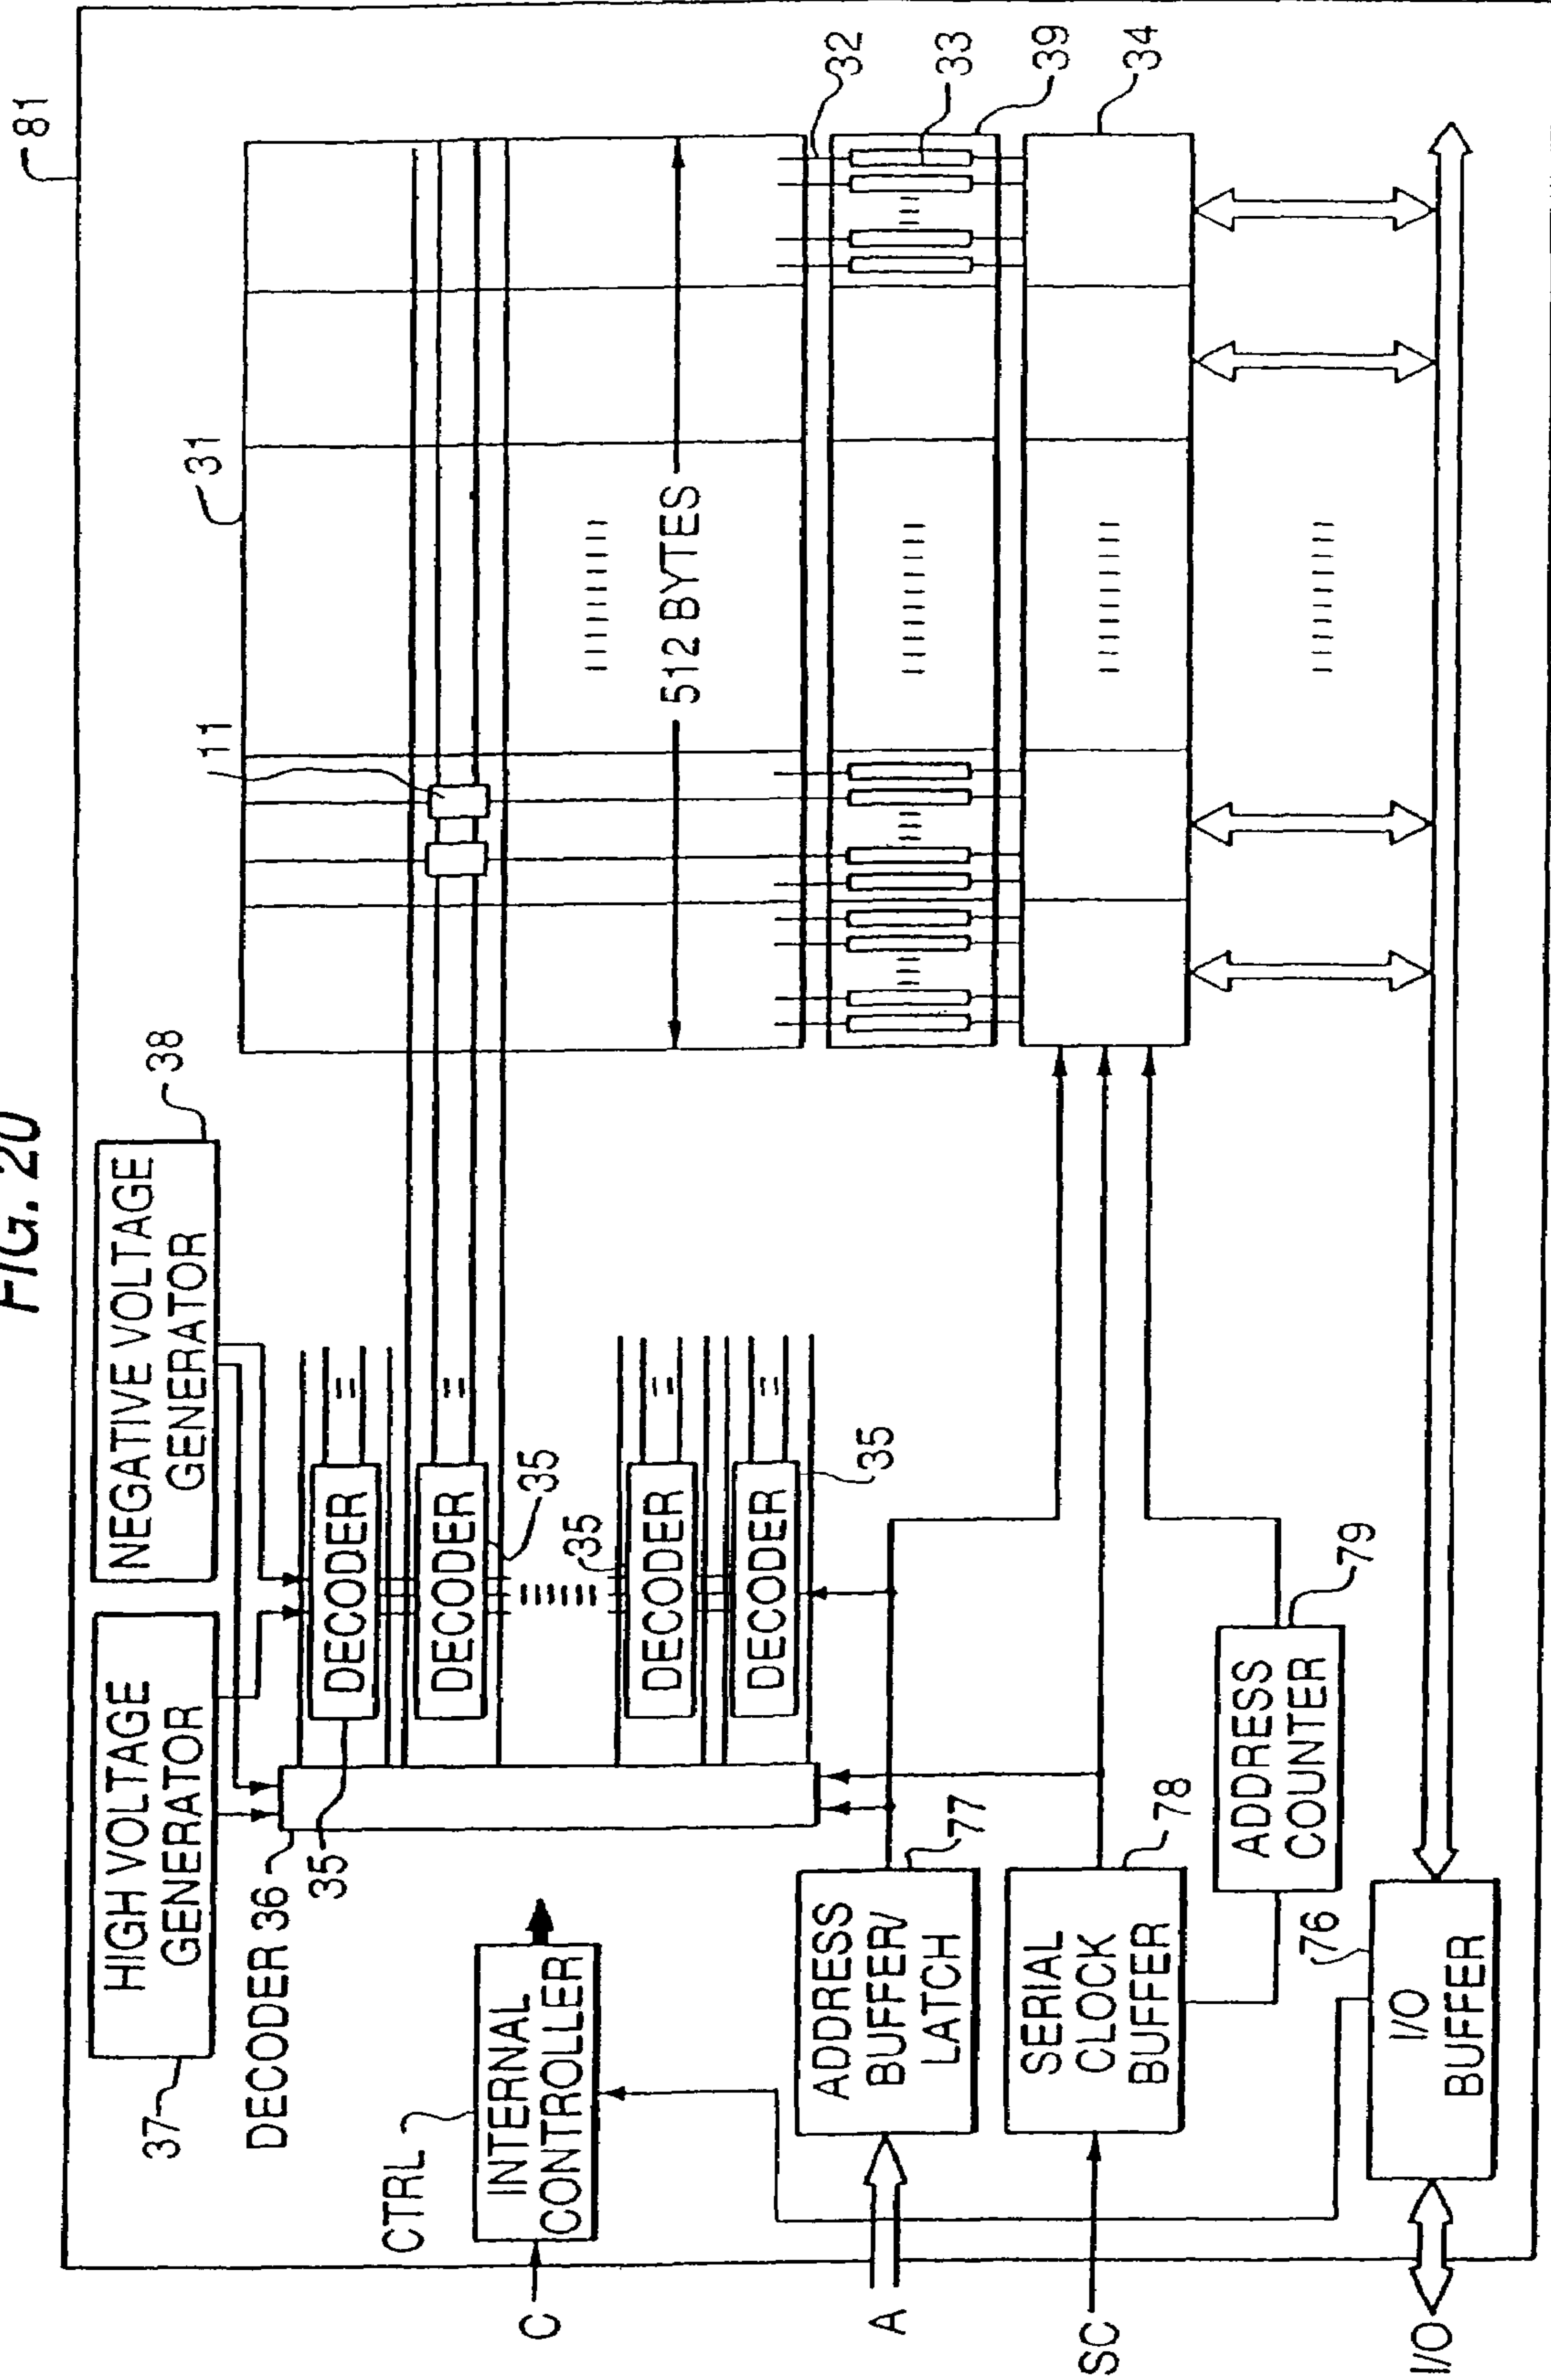 FIG. 20
81
HIGH VOLTAGE
GENERATOR
37
NEGATIVE VOLTAGE
GENERATOR
38
DECODER 36
35
DECODER
DECODER
35
35
DECODER
DECODER
35
31
11
512 BYTES
32
33
39
34
CTRL
INTERNAL
CONTROLLER
C
ADDRESS
BUFFER/
LATCH
77
A
SERIAL
CLOCK
BUFFER
78
SC
ADDRESS
COUNTER
79
76
I/O
BUFFER
I/O